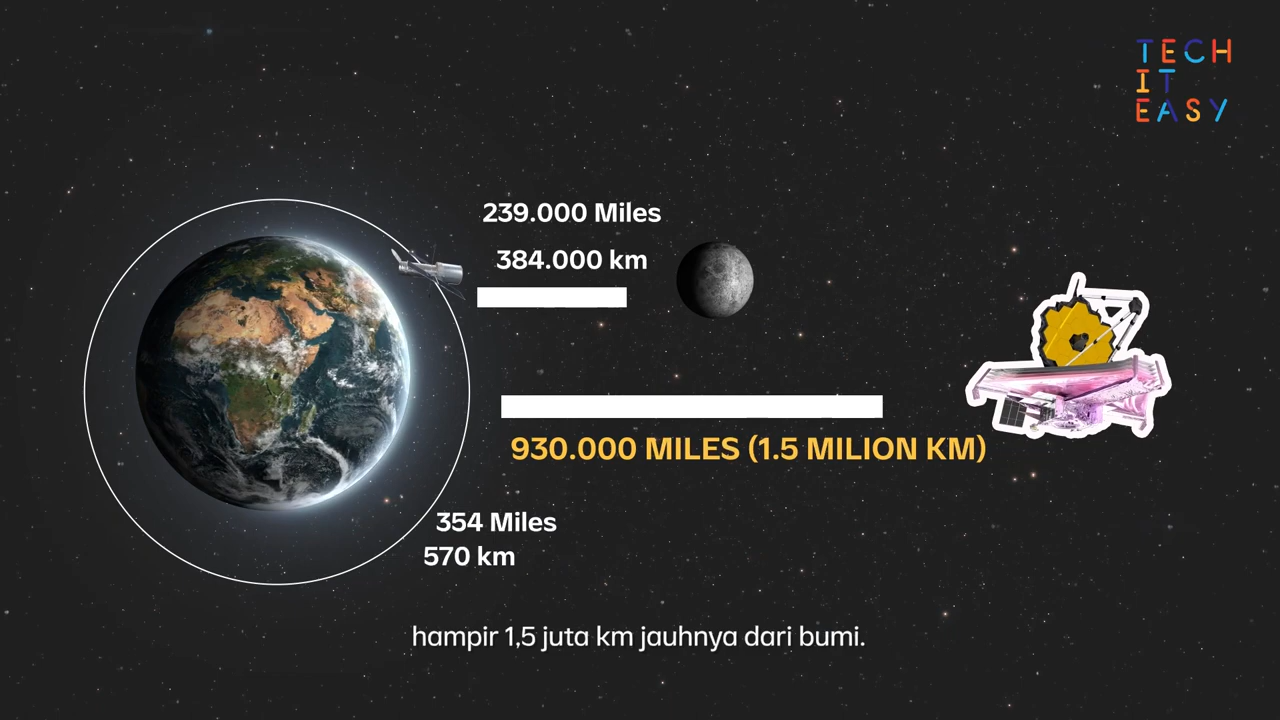 TECH
IT
EASY
239.000 Miles
384.000 km
930.000 MILES (1.5 MILION KM)
354 Miles
570 km
hampir 1,5 juta km jauhnya dari bumi.